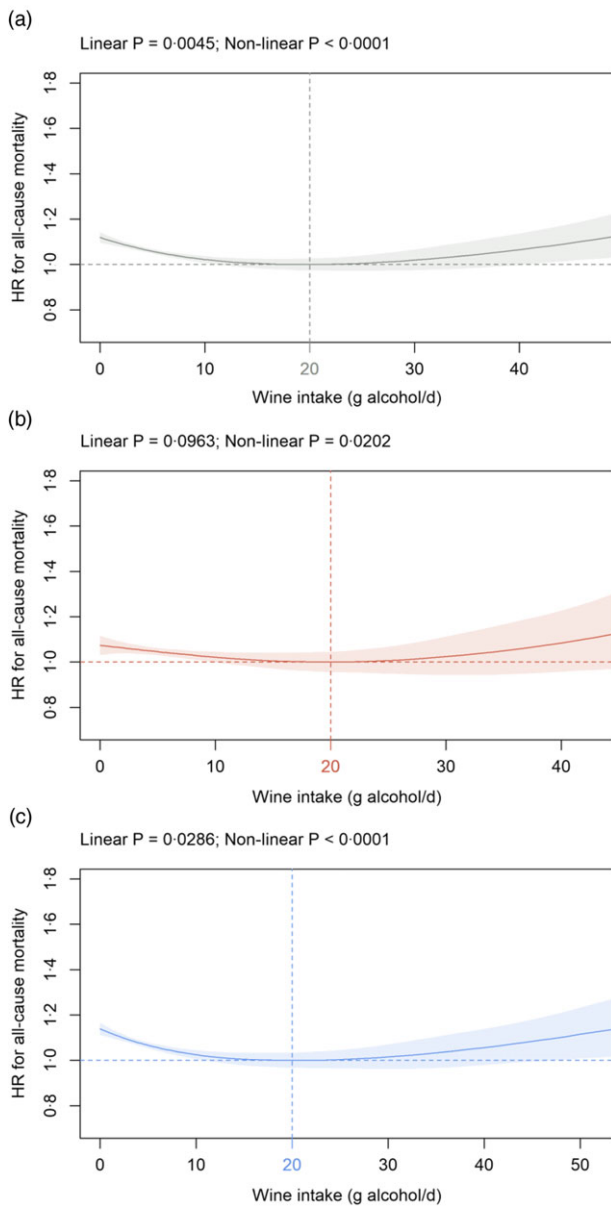 (a)
Linear P = 0·0045; Non-linear P < 0·0001
1·8
1·6
1·4
1·2
1·0
0·8
HR for all-cause mortality
0 10 20 30 40
Wine intake (g alcohol/d)
(b)
Linear P = 0·0963; Non-linear P = 0·0202
1·8
1·6
1·4
1·2
1·0
0·8
HR for all-cause mortality
0 10 20 30 40
Wine intake (g alcohol/d)
(c)
Linear P = 0·0286; Non-linear P < 0·0001
1·8
1·6
1·4
1·2
1·0
0·8
HR for all-cause mortality
0 10 20 30 40 50
Wine intake (g alcohol/d)